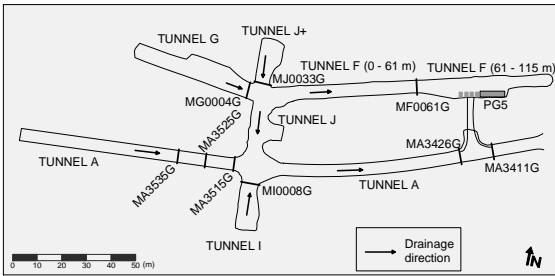 TUNNEL J+
TUNNEL G
TUNNEL F (0 - 61 m)
TUNNEL F (61 - 115 m)
MJ0033G
MG0004G
MF0061G
PG5
MA3525G
TUNNEL J
MA3426G
TUNNEL A
MA3411G
MA3535G
MA3515G
MI0008G
TUNNEL A
TUNNEL I
Drainage
direction
0 10 20 30 40 50 (m)
N